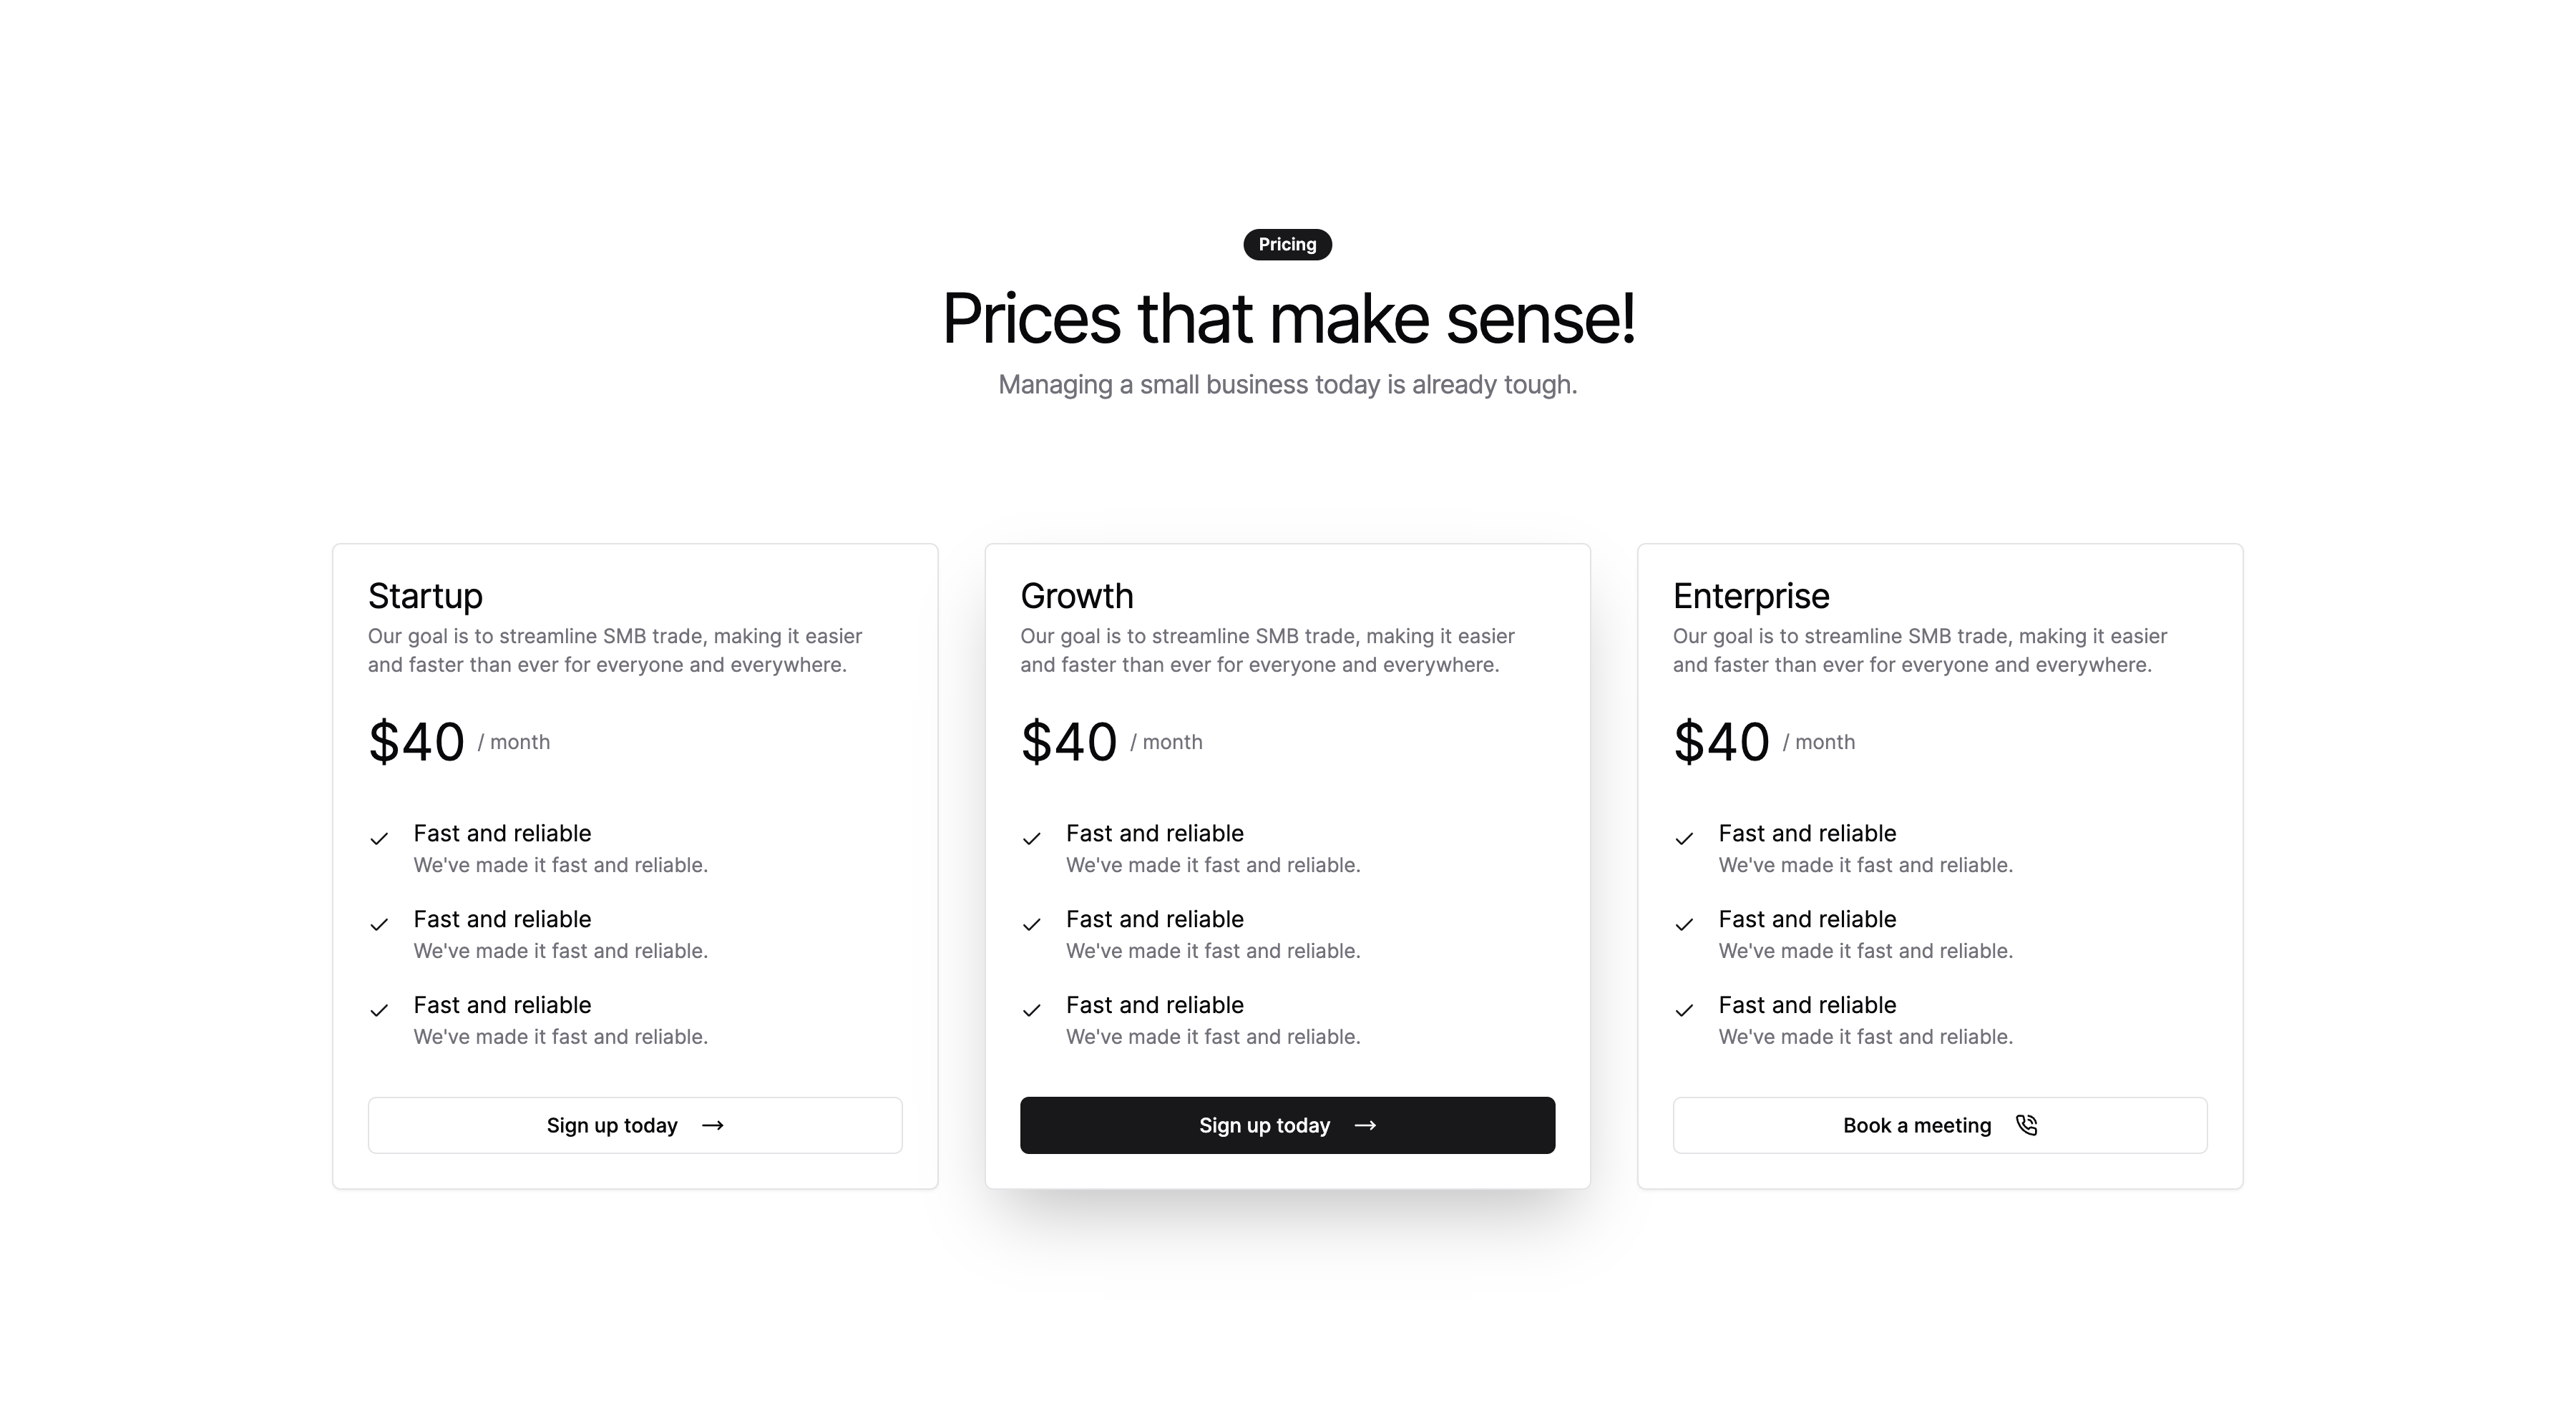 Pricing
Prices that make sense!
Managing a small business today is already tough.
Startup
Our goal is to streamline SMB trade, making it easier
and faster than ever for everyone and everywhere.
$40 / month
Fast and reliable
We've made it fast and reliable.
Fast and reliable
We've made it fast and reliable.
Fast and reliable
We've made it fast and reliable.
Sign up today
Growth
Our goal is to streamline SMB trade, making it easier
and faster than ever for everyone and everywhere.
$40 / month
Fast and reliable
We've made it fast and reliable.
Fast and reliable
We've made it fast and reliable.
Fast and reliable
We've made it fast and reliable.
Sign up today
Enterprise
Our goal is to streamline SMB trade, making it easier
and faster than ever for everyone and everywhere.
$40 / month
Fast and reliable
We've made it fast and reliable.
Fast and reliable
We've made it fast and reliable.
Fast and reliable
We've made it fast and reliable.
Book a meeting